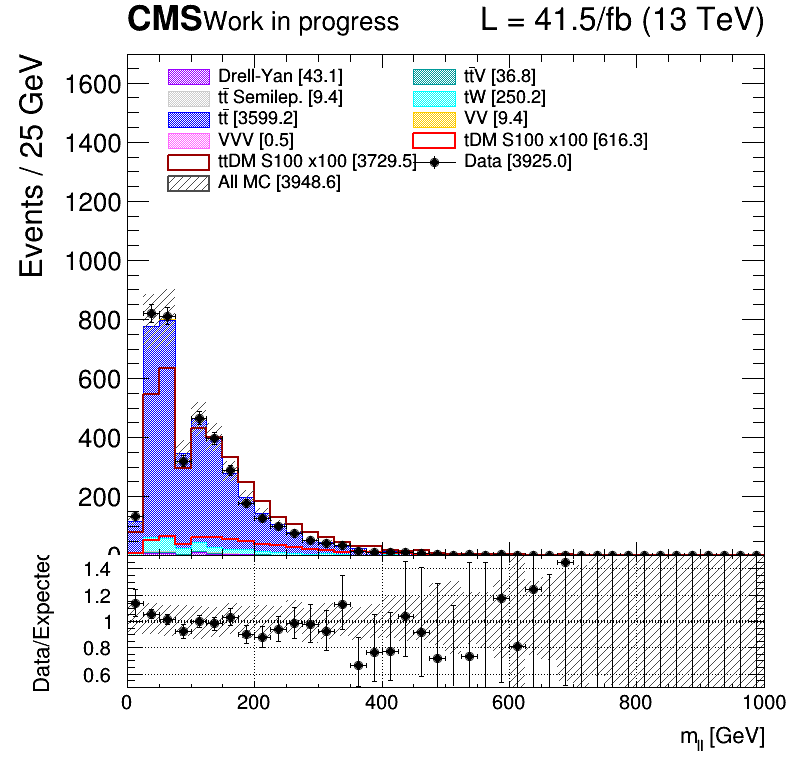 CMS Work in progress L = 41.5/fb (13 TeV)
Events / 25 GeV
1600
1400
1200
1000
800
600
400
200
0
Drell-Yan [43.1] tt̄V [36.8]
tt̄ Semilep. [9.4] tW [250.2]
tt̄ [3599.2] VV [9.4]
VVV [0.5] tDM S100 x100 [616.3]
ttDM S100 x100 [3729.5] Data [3925.0]
All MC [3948.6]
Data/Expected
1.4
1.2
1
0.8
0.6
0 200 400 600 800 1000
m_ll [GeV]